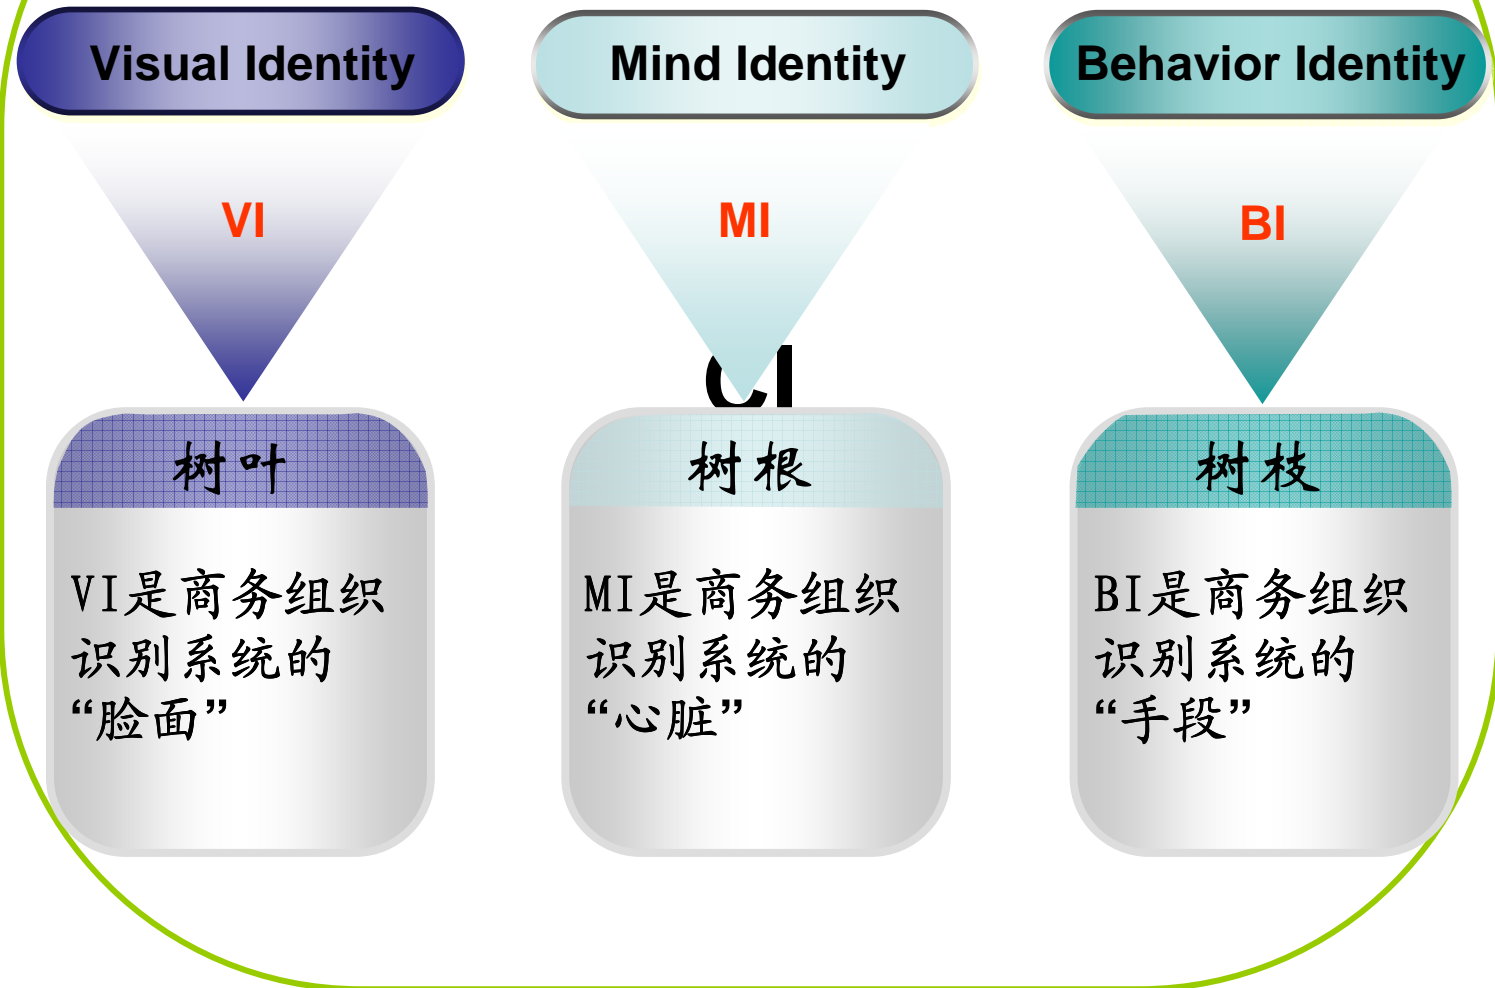 Visual Identity
VI
树叶
VI是商务组织
识别系统的
“脸面”
Mind Identity
MI
CI
树根
MI是商务组织
识别系统的
“心脏”
Behavior Identity
BI
树枝
BI是商务组织
识别系统的
“手段”